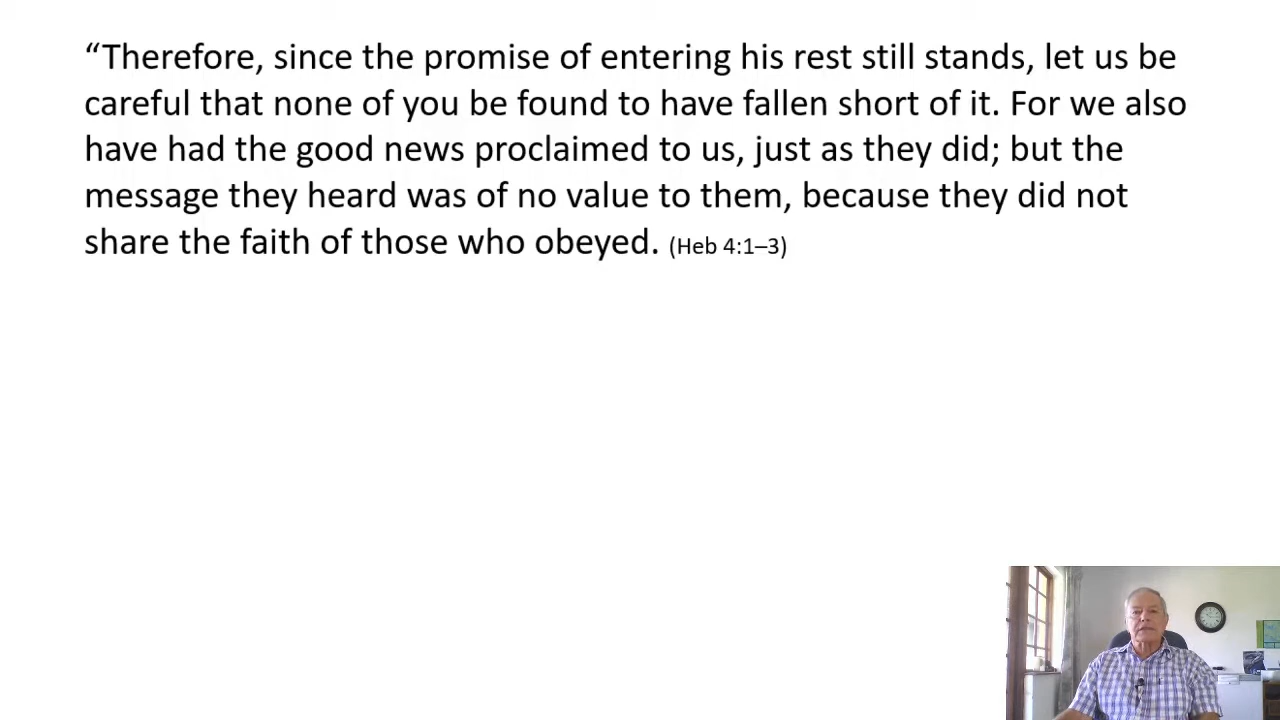 “Therefore, since the promise of entering his rest still stands, let us be
careful that none of you be found to have fallen short of it. For we also
have had the good news proclaimed to us, just as they did; but the
message they heard was of no value to them, because they did not
share the faith of those who obeyed. (Heb 4:1–3)